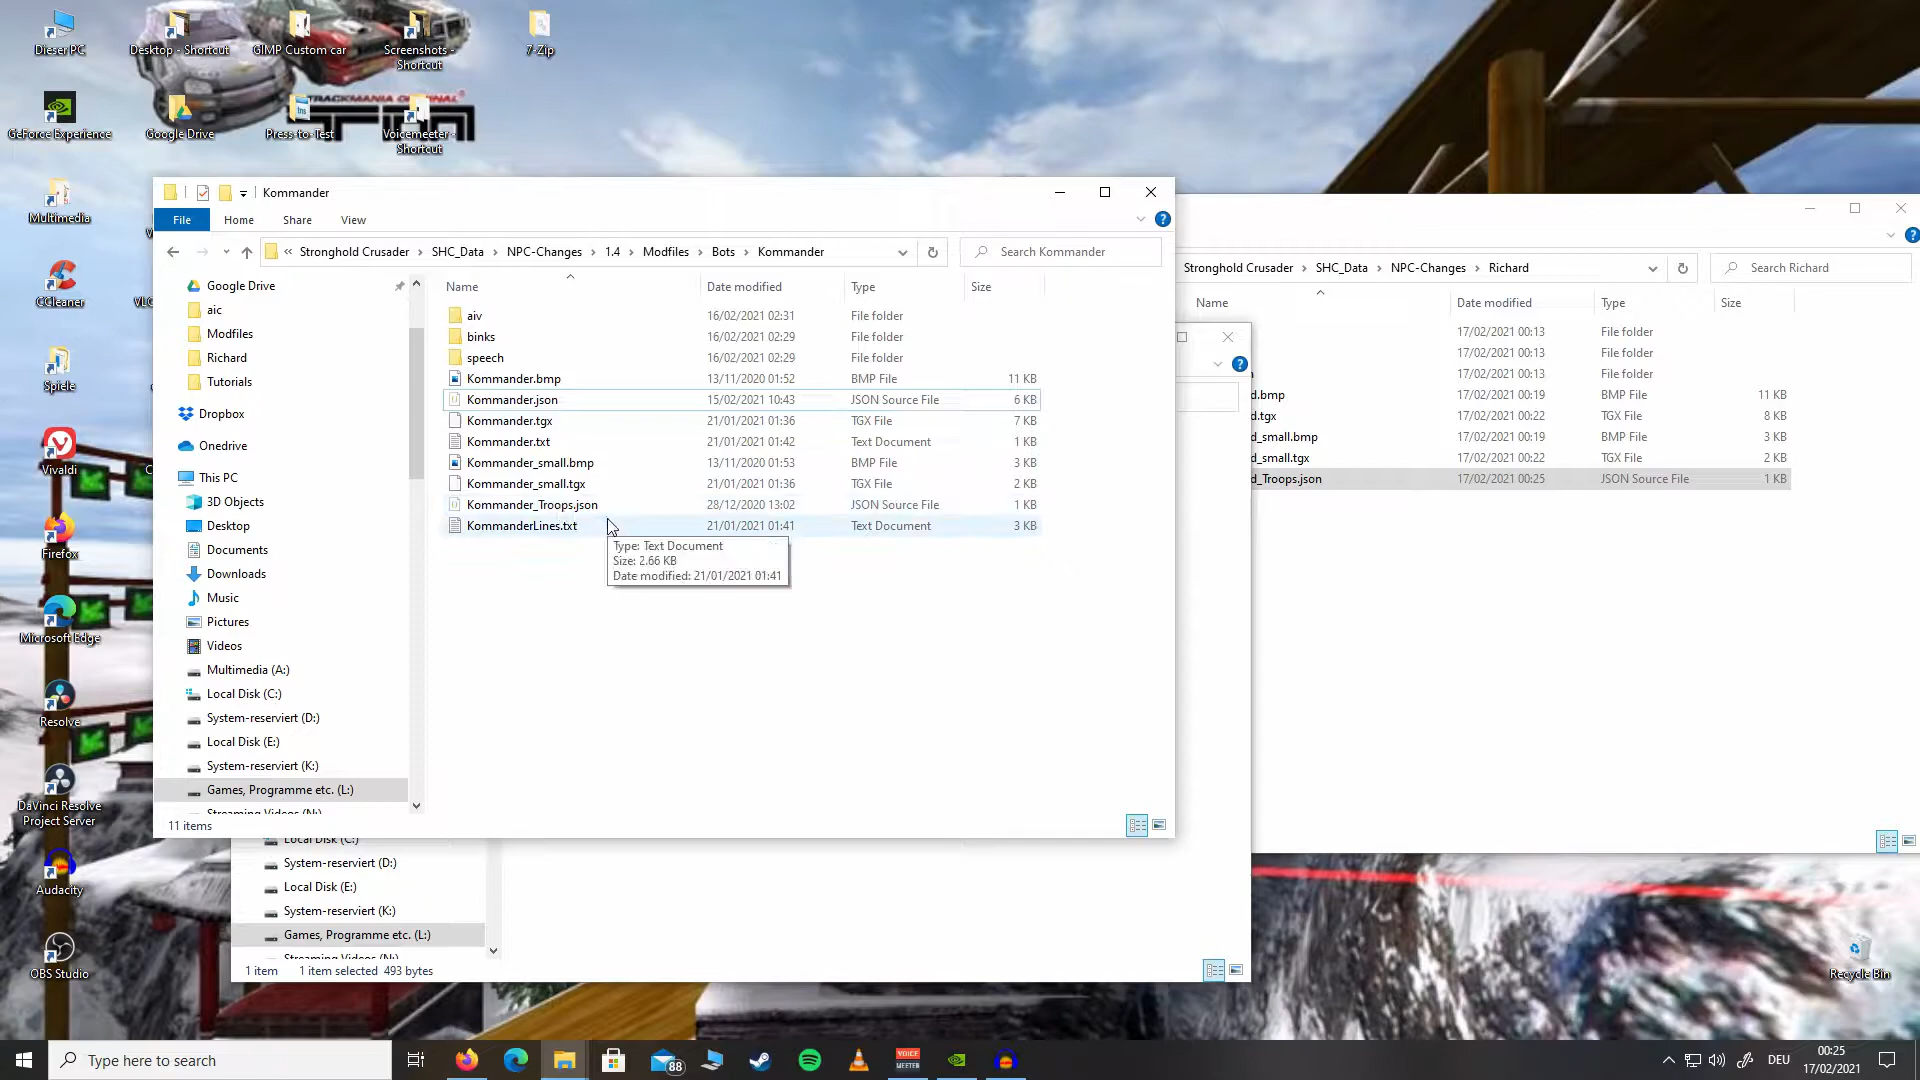 Dieser PC
Desktop - Shortcut
GIMP Custom car
Screenshots -
Shortcut
7-Zip
TRACKMANIA ORIGINAL
GeForce Experience
Google Drive
Press-to-Test
Voicemeeter -
Shortcut
Multimedia
CCleaner
Spiele
Vivaldi
Firefox
Microsoft Edge
Resolve
DaVinci Resolve
Project Server
Audacity
OBS Studio
Recycle Bin
Kommander
File
Home
Share
View
« Stronghold Crusader > SHC_Data > NPC-Changes > 1.4 > Modfiles > Bots > Kommander
Search Kommander
Google Drive
aic
Modfiles
Richard
Tutorials
Dropbox
Onedrive
This PC
3D Objects
Desktop
Documents
Downloads
Music
Pictures
Videos
Multimedia (A:)
Local Disk (C:)
System-reserviert (D:)
Local Disk (E:)
System-reserviert (K:)
Games, Programme etc. (L:)
Streaming Videos (N:)
Name Date modified Type Size
aiv 16/02/2021 02:31 File folder
binks 16/02/2021 02:29 File folder
speech 16/02/2021 02:29 File folder
Kommander.bmp 13/11/2020 01:52 BMP File 11 KB
Kommander.json 15/02/2021 10:43 JSON Source File 6 KB
Kommander.tgx 21/01/2021 01:36 TGX File 7 KB
Kommander.txt 21/01/2021 01:42 Text Document 1 KB
Kommander_small.bmp 13/11/2020 01:53 BMP File 3 KB
Kommander_small.tgx 21/01/2021 01:36 TGX File 2 KB
Kommander_Troops.json 28/12/2020 13:02 JSON Source File 1 KB
KommanderLines.txt 21/01/2021 01:41 Text Document 3 KB
Type: Text Document
Size: 2.66 KB
Date modified: 21/01/2021 01:41
11 items
Stronghold Crusader > SHC_Data > NPC-Changes > Richard
Search Richard
Name Date modified Type Size
17/02/2021 00:13 File folder
17/02/2021 00:13 File folder
17/02/2021 00:13 File folder
d.bmp 17/02/2021 00:19 BMP File 11 KB
d.tgx 17/02/2021 00:22 TGX File 8 KB
d_small.bmp 17/02/2021 00:19 BMP File 3 KB
d_small.tgx 17/02/2021 00:22 TGX File 2 KB
d_Troops.json 17/02/2021 00:25 JSON Source File 1 KB
Local Disk (C:)
System-reserviert (D:)
Local Disk (E:)
System-reserviert (K:)
Games, Programme etc. (L:)
Streaming Videos (N:)
1 item 1 item selected 493 bytes
Type here to search
88
VOICE
MEETER
DEU
00:25
17/02/2021